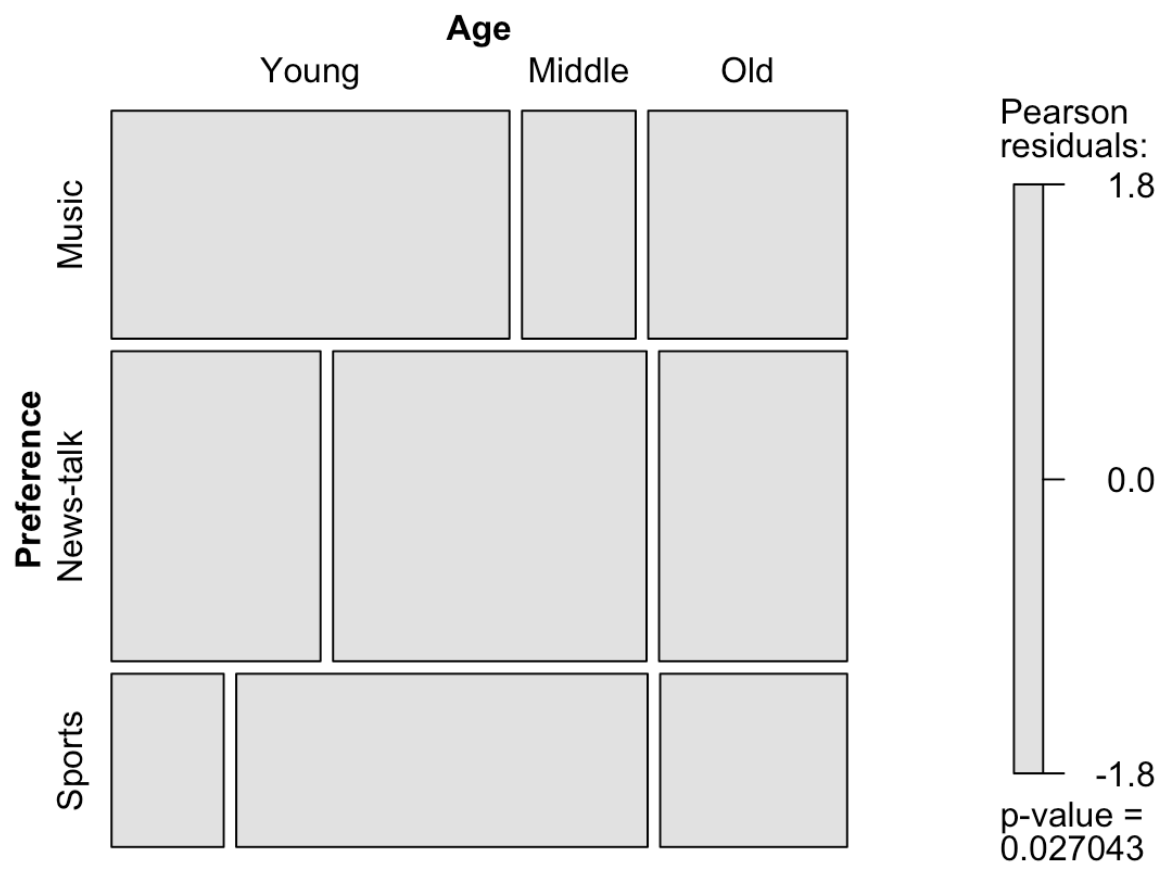 Age
Young Middle Old
Preference
Music
News-talk
Sports
Pearson
residuals:
1.8
0.0
-1.8
p-value =
0.027043